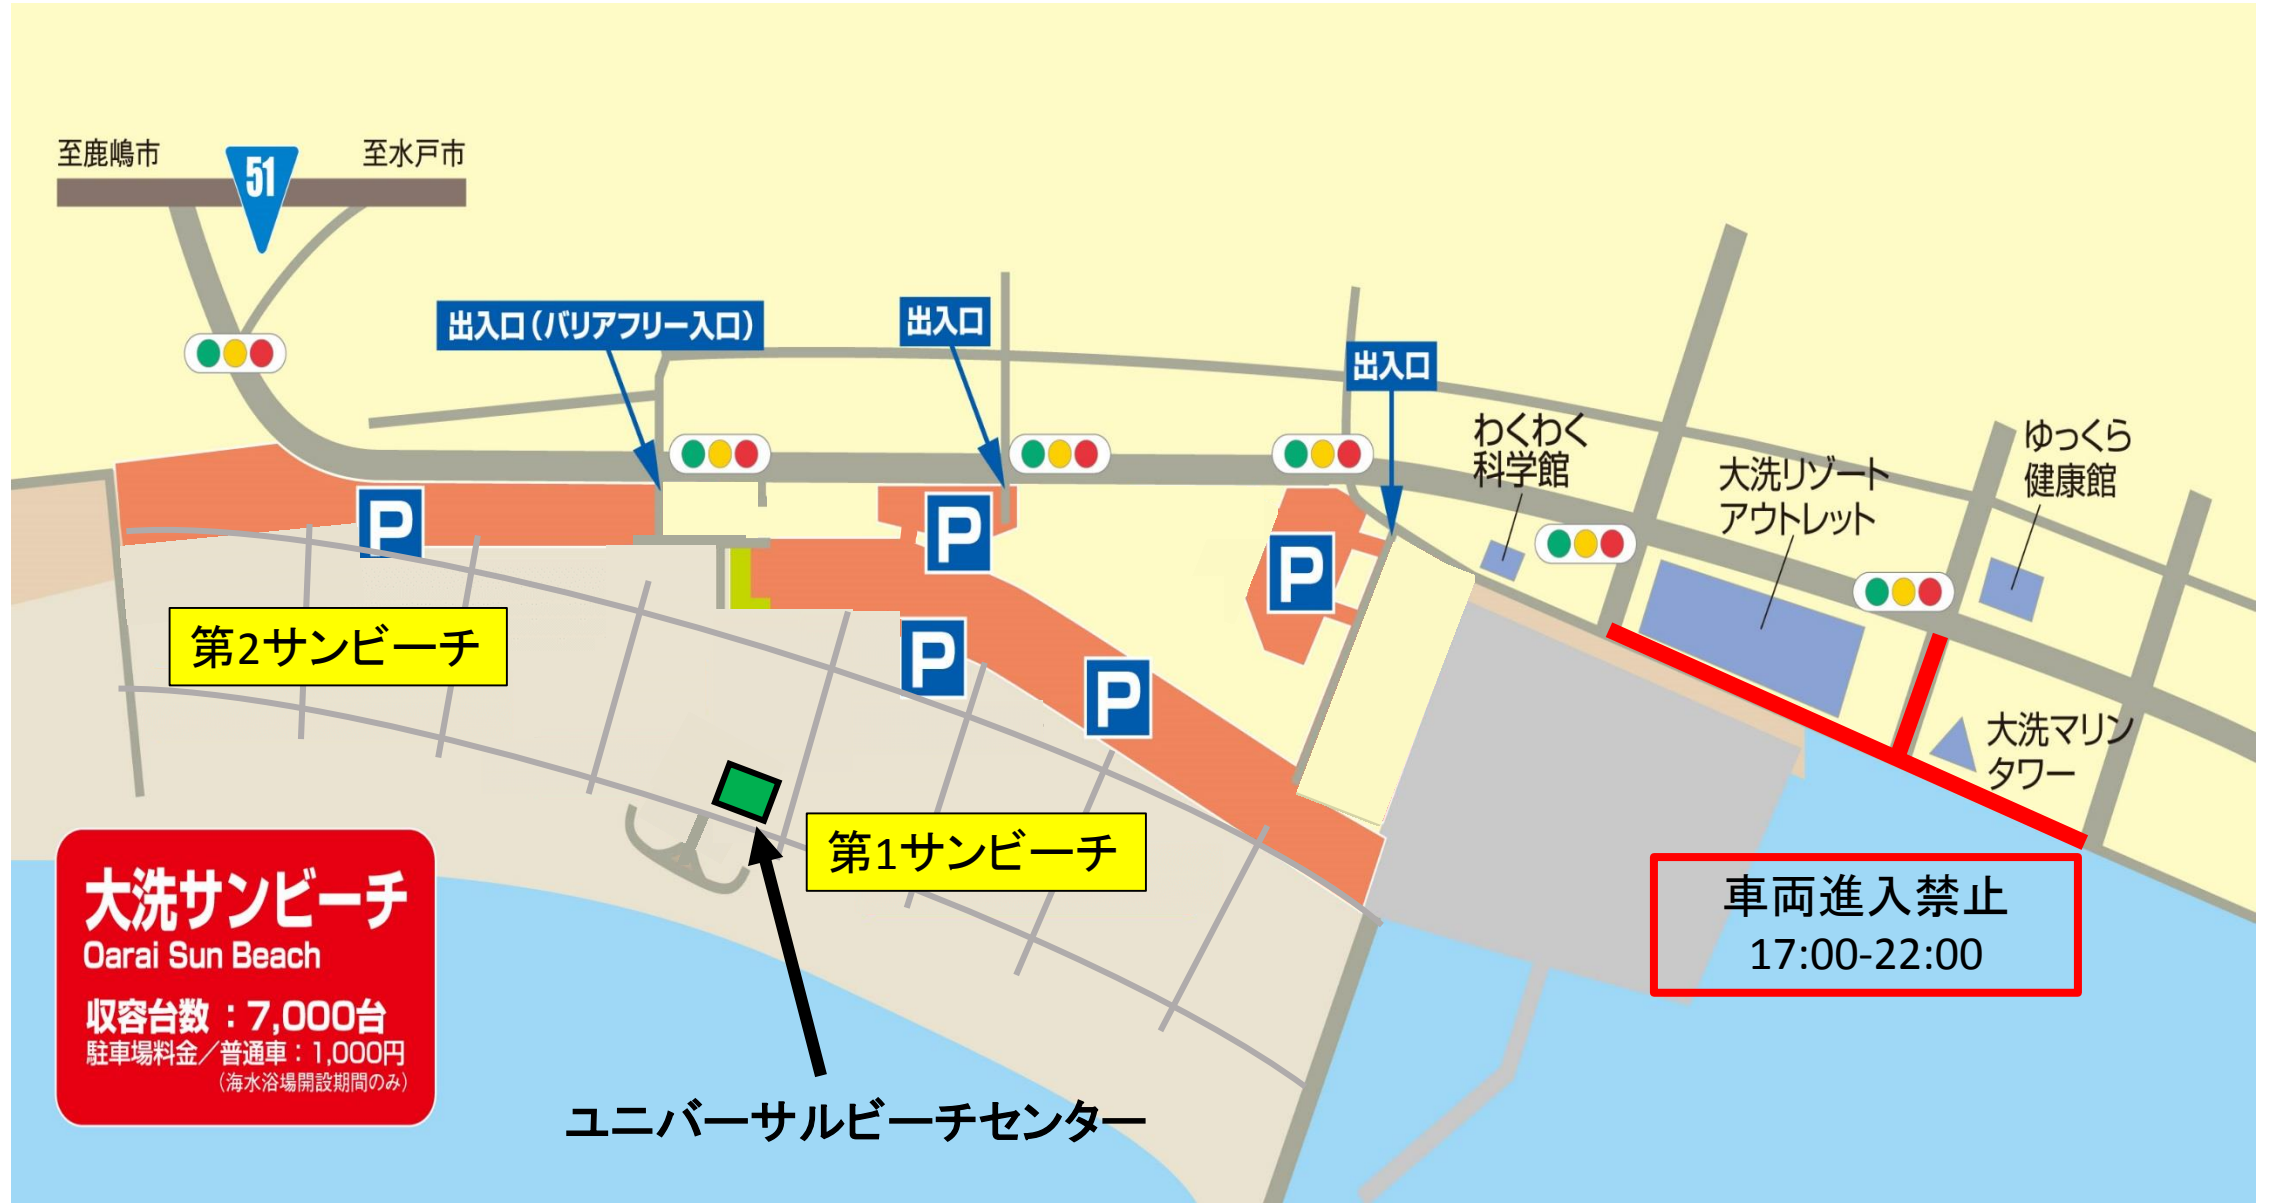 至鹿嶋市
51
至水戸市
出入口(バリアフリー入口)
出入口
出入口
わくわく
科学館
大洗リゾート
アウトレット
ゆっくら
健康館
P
P
P
P
P
第2サンビーチ
大洗マリン
タワー
第1サンビーチ
大洗サンビーチ
Oarai Sun Beach
収容台数:7,000台
駐車場料金/普通車:1,000円
(海水浴場開設期間のみ)
車両進入禁止
17:00-22:00
ユニバーサルビーチセンター